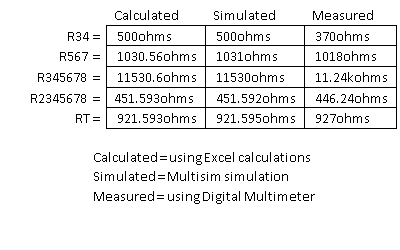 Calculated Simulated Measured
R34 = 500ohms 500ohms 370ohms
R567 = 1030.56ohms 1031ohms 1018ohms
R345678 = 11530.6ohms 11530ohms 11.24kohms
R2345678 = 451.593ohms 451.592ohms 446.24ohms
RT = 921.593ohms 921.595ohms 927ohms
Calculated = using Excel calculations
Simulated = Multisim simulation
Measured = using Digital Multimeter